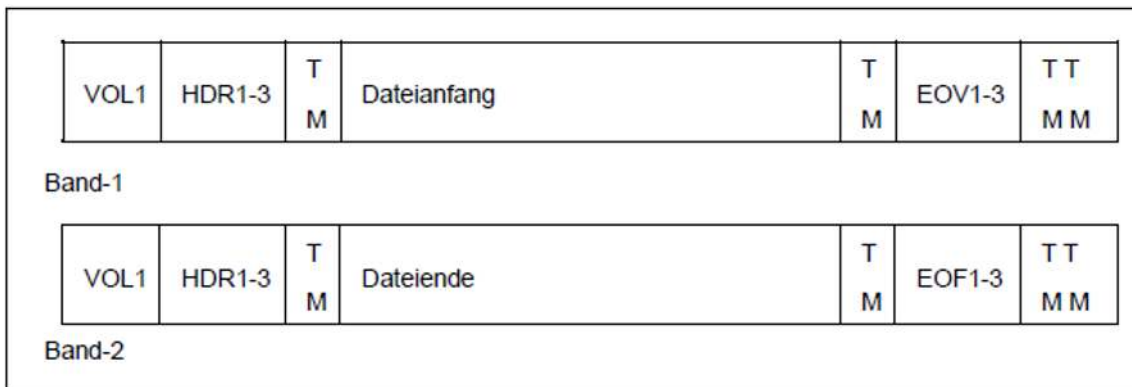 VOL1 HDR1-3 T M Dateianfang T M EOV1-3 T T M M
Band-1
VOL1 HDR1-3 T M Dateiende T M EOF1-3 T T M M
Band-2